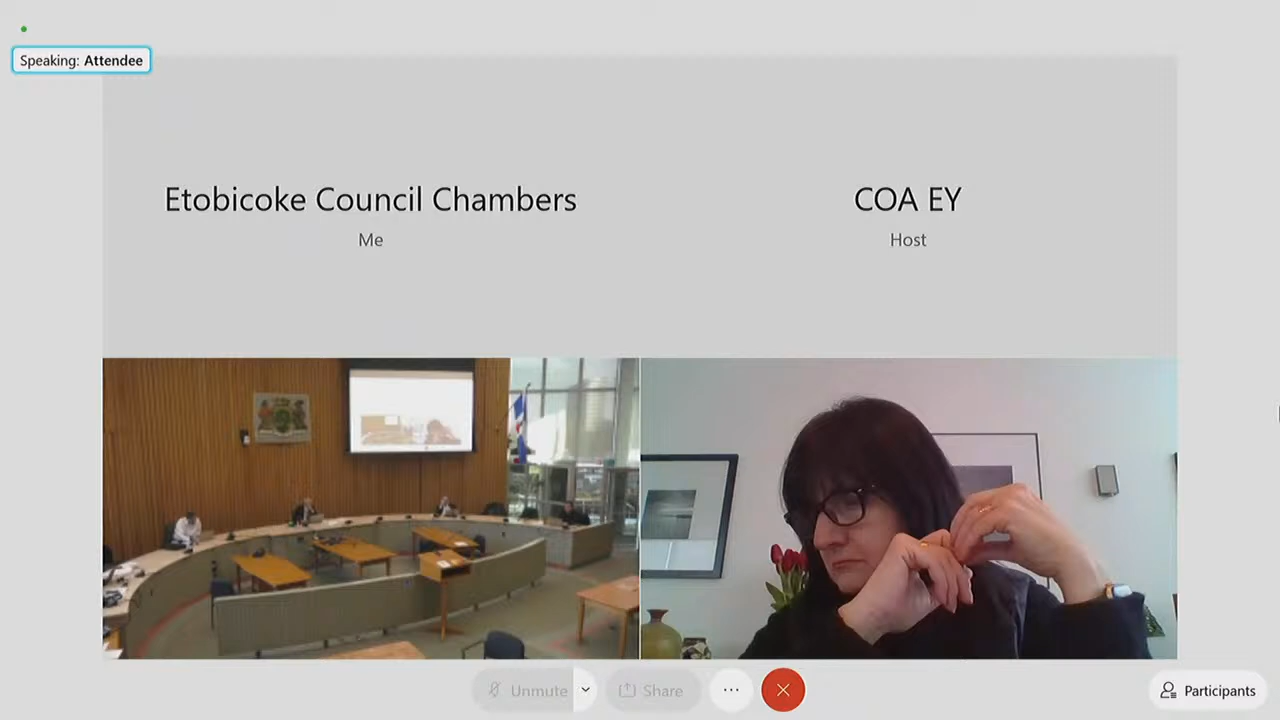 Speaking: Attendee
Etobicoke Council Chambers
Me
COA EY
Host
Unmute
Share
Participants